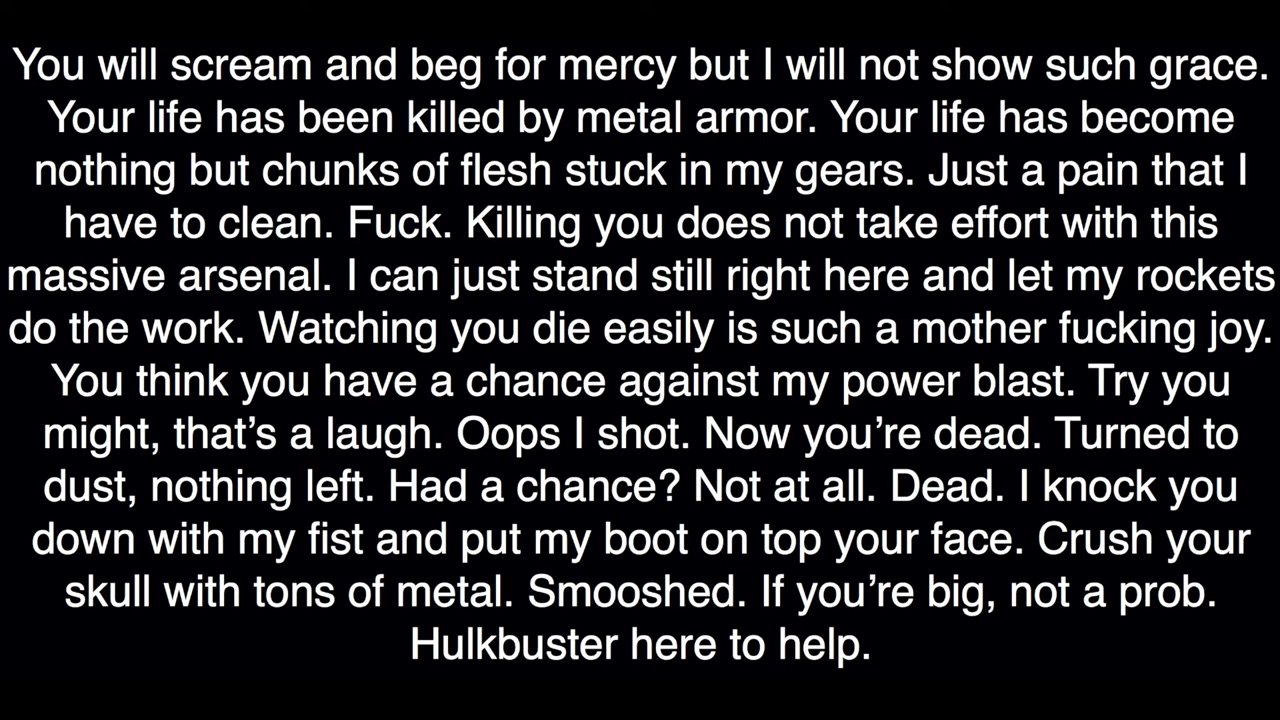 You will scream and beg for mercy but I will not show such grace.
Your life has been killed by metal armor. Your life has become
nothing but chunks of flesh stuck in my gears. Just a pain that I
have to clean. Fuck. Killing you does not take effort with this
massive arsenal. I can just stand still right here and let my rockets
do the work. Watching you die easily is such a mother fucking joy.
You think you have a chance against my power blast. Try you
might, that’s a laugh. Oops I shot. Now you’re dead. Turned to
dust, nothing left. Had a chance? Not at all. Dead. I knock you
down with my fist and put my boot on top your face. Crush your
skull with tons of metal. Smooshed. If you’re big, not a prob.
Hulkbuster here to help.